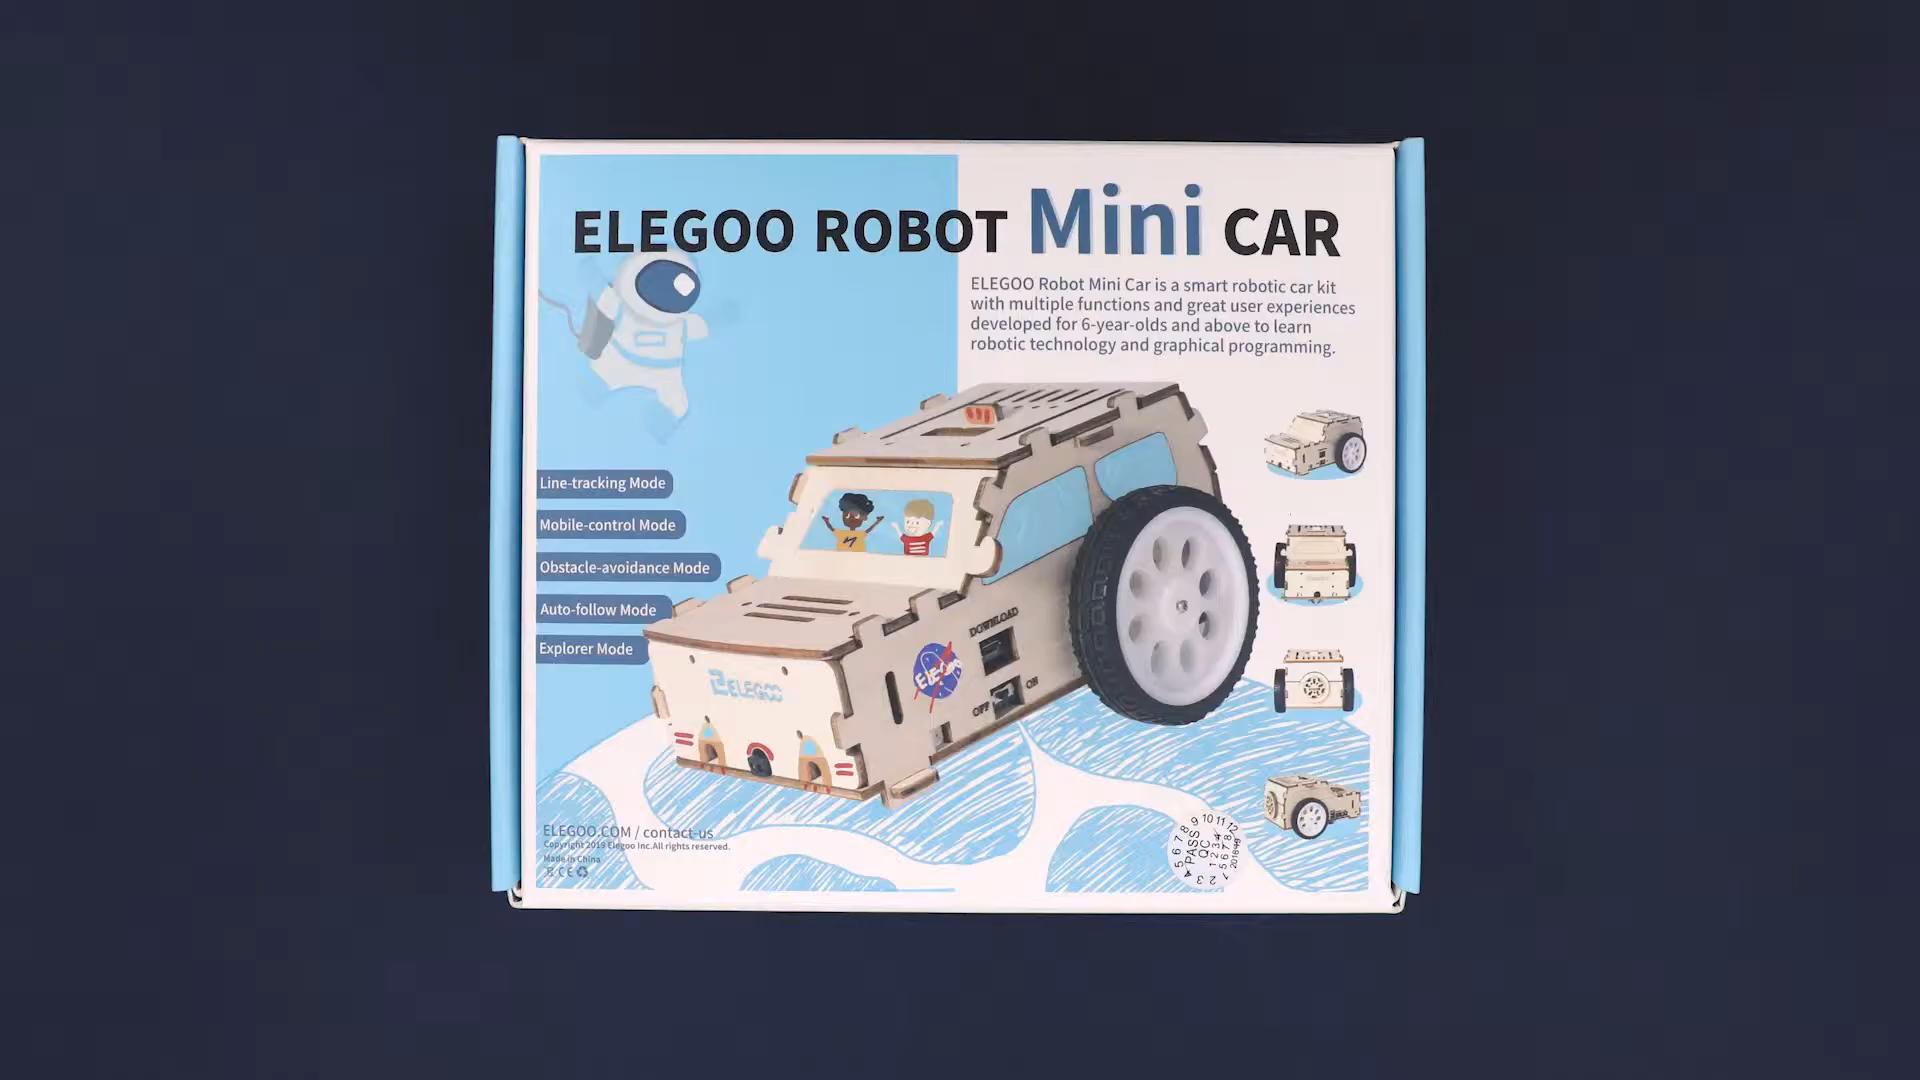 ELEGOO ROBOT Mini CAR
ELEGOO Robot Mini Car is a smart robotic car kit
with multiple functions and great user experiences
developed for 6-year-olds and above to learn
robotic technology and graphical programming.
Line-tracking Mode
Mobile-control Mode
Obstacle-avoidance Mode
Auto-follow Mode
Explorer Mode
DOWNLOAD
ELEGOO
ELEGOO
ON
OFF
ELEGOO.COM / contact-us
Copyright 2019 Elegoo Inc.All rights reserved.
Made in China
CE
PASS
QC